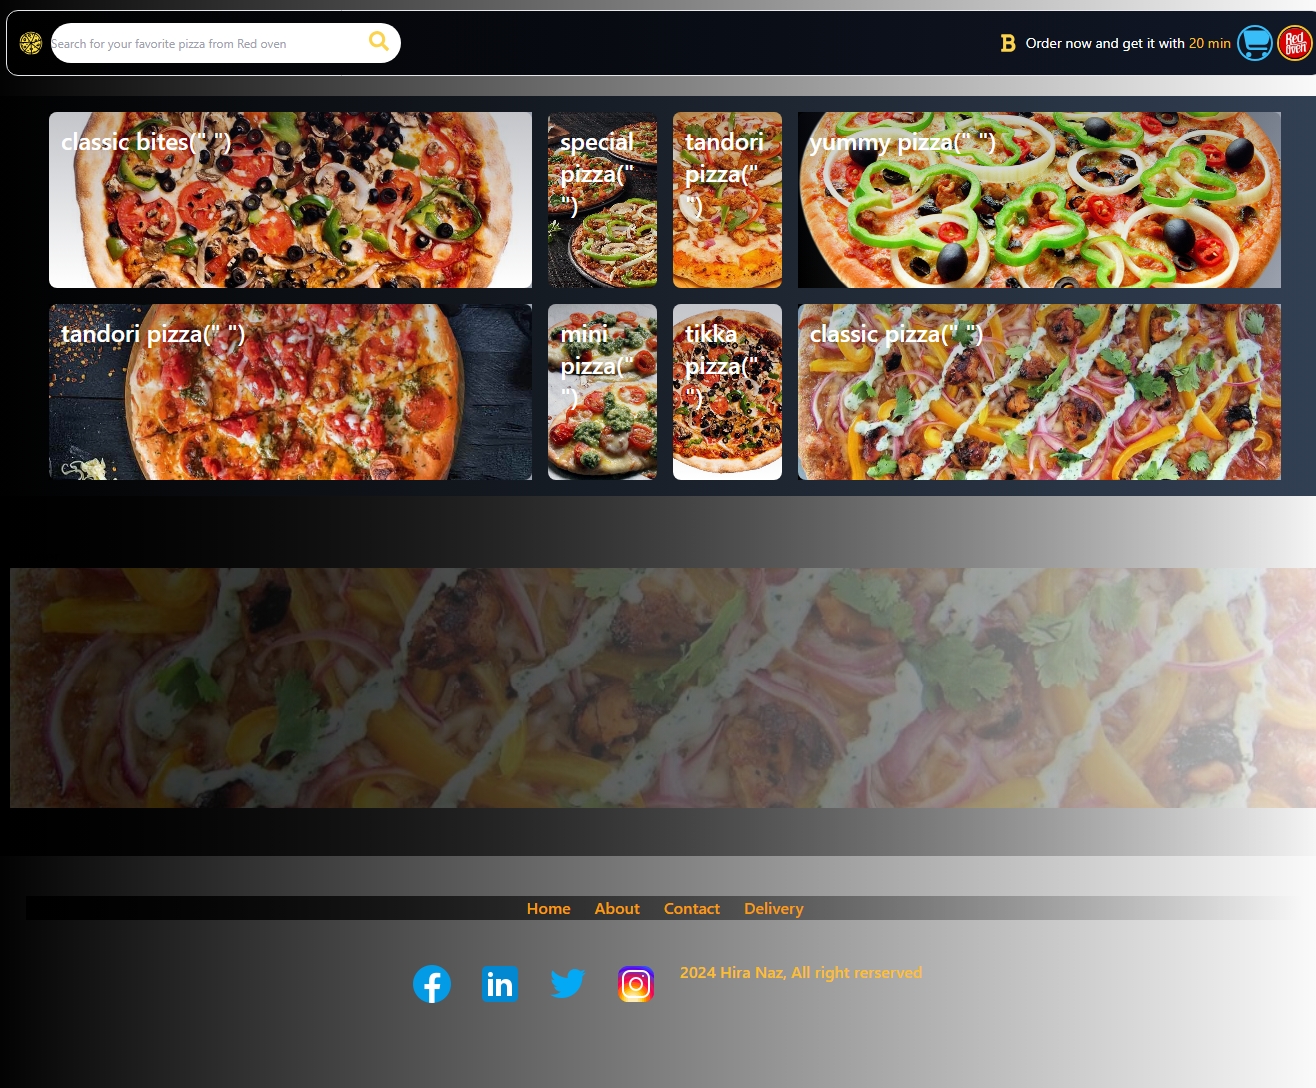 Search for your favorite pizza from Red oven
B Order now and get it with 20 min
Red
Oven
classic bites(" ")
special
pizza("
")
tandori
pizza("
")
yummy pizza(" ")
tandori pizza(" ")
mini
pizza("
")
tikka
pizza("
")
classic pizza(" ")
Home About Contact Delivery
in
2024 Hira Naz, All right rerserved